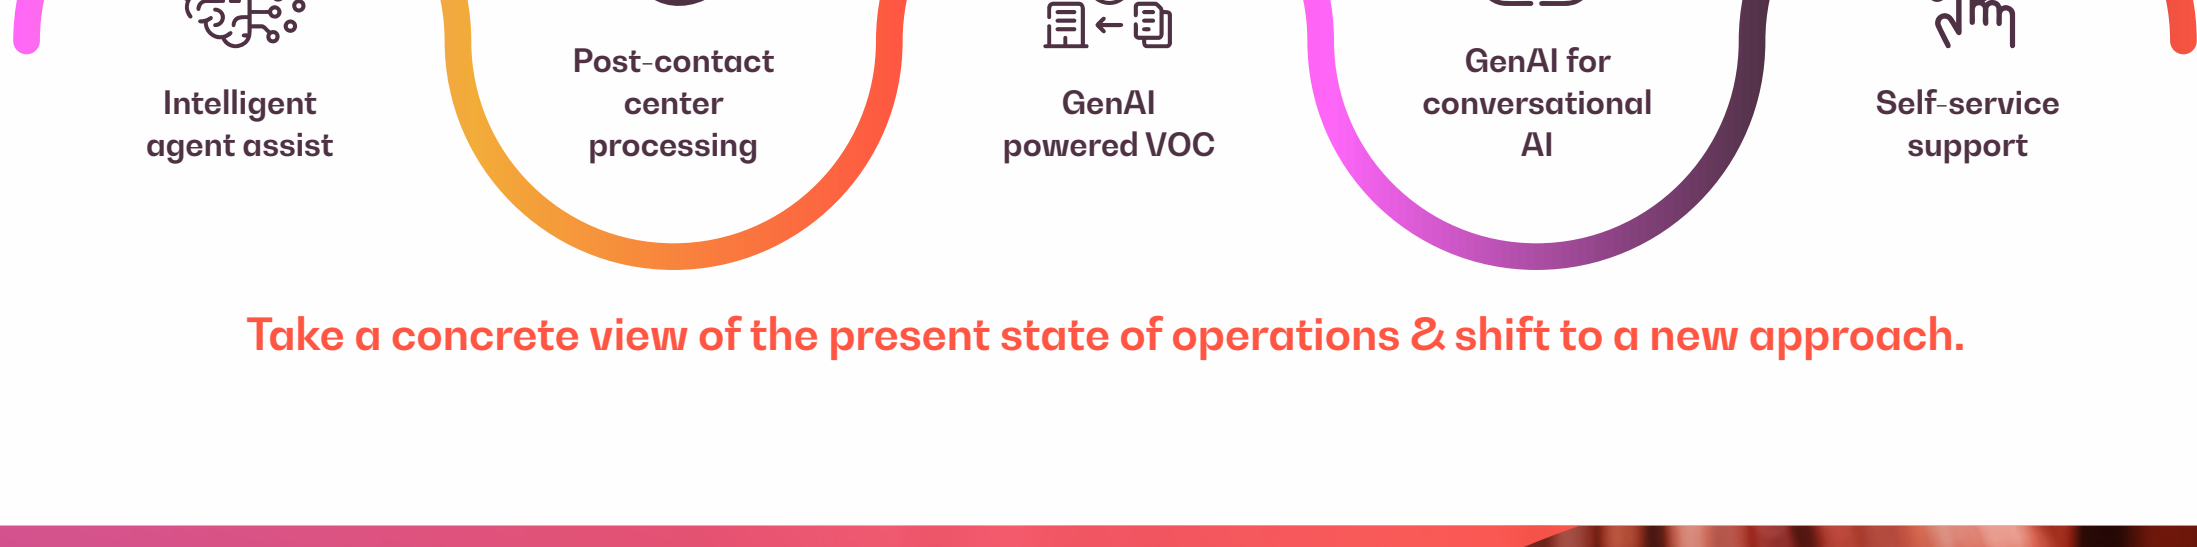 Intelligent
agent assist
Post-contact
center
processing
GenAI
powered VOC
GenAI for
conversational
AI
Self-service
support
Take a concrete view of the present state of operations & shift to a new approach.